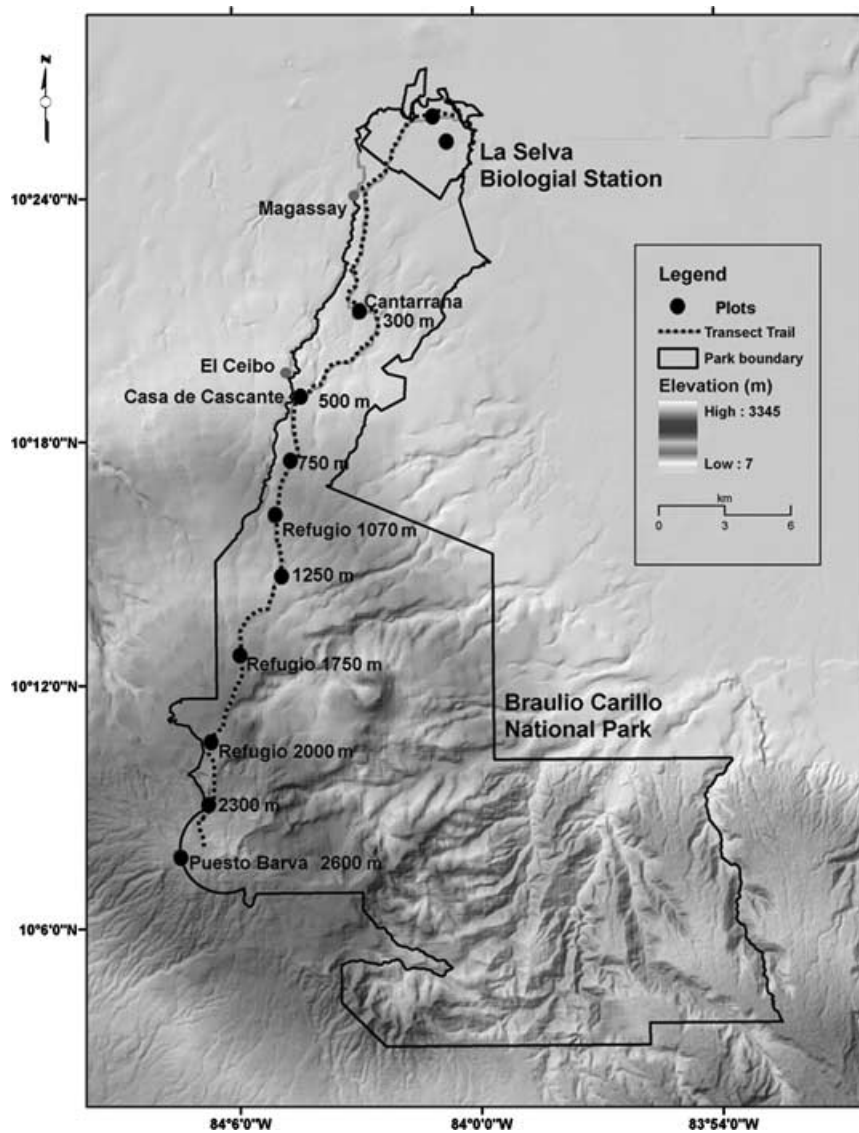 N
La Selva
Biologial Station
10°24'0"N
Magassay
Cantarrana
300 m
El Ceibo
Casa de Cascante
500 m
10°18'0"N
750 m
Refugio 1070 m
1250 m
Refugio 1750 m
10°12'0"N
Braulio Carillo
National Park
Refugio 2000 m
2300 m
Puesto Barva 2600 m
10°6'0"N
84°6'0"W
84°0'0"W
83°54'0"W
Legend
Plots
Transect Trail
Park boundary
Elevation (m)
High : 3345
Low : 7
km
0 3 6